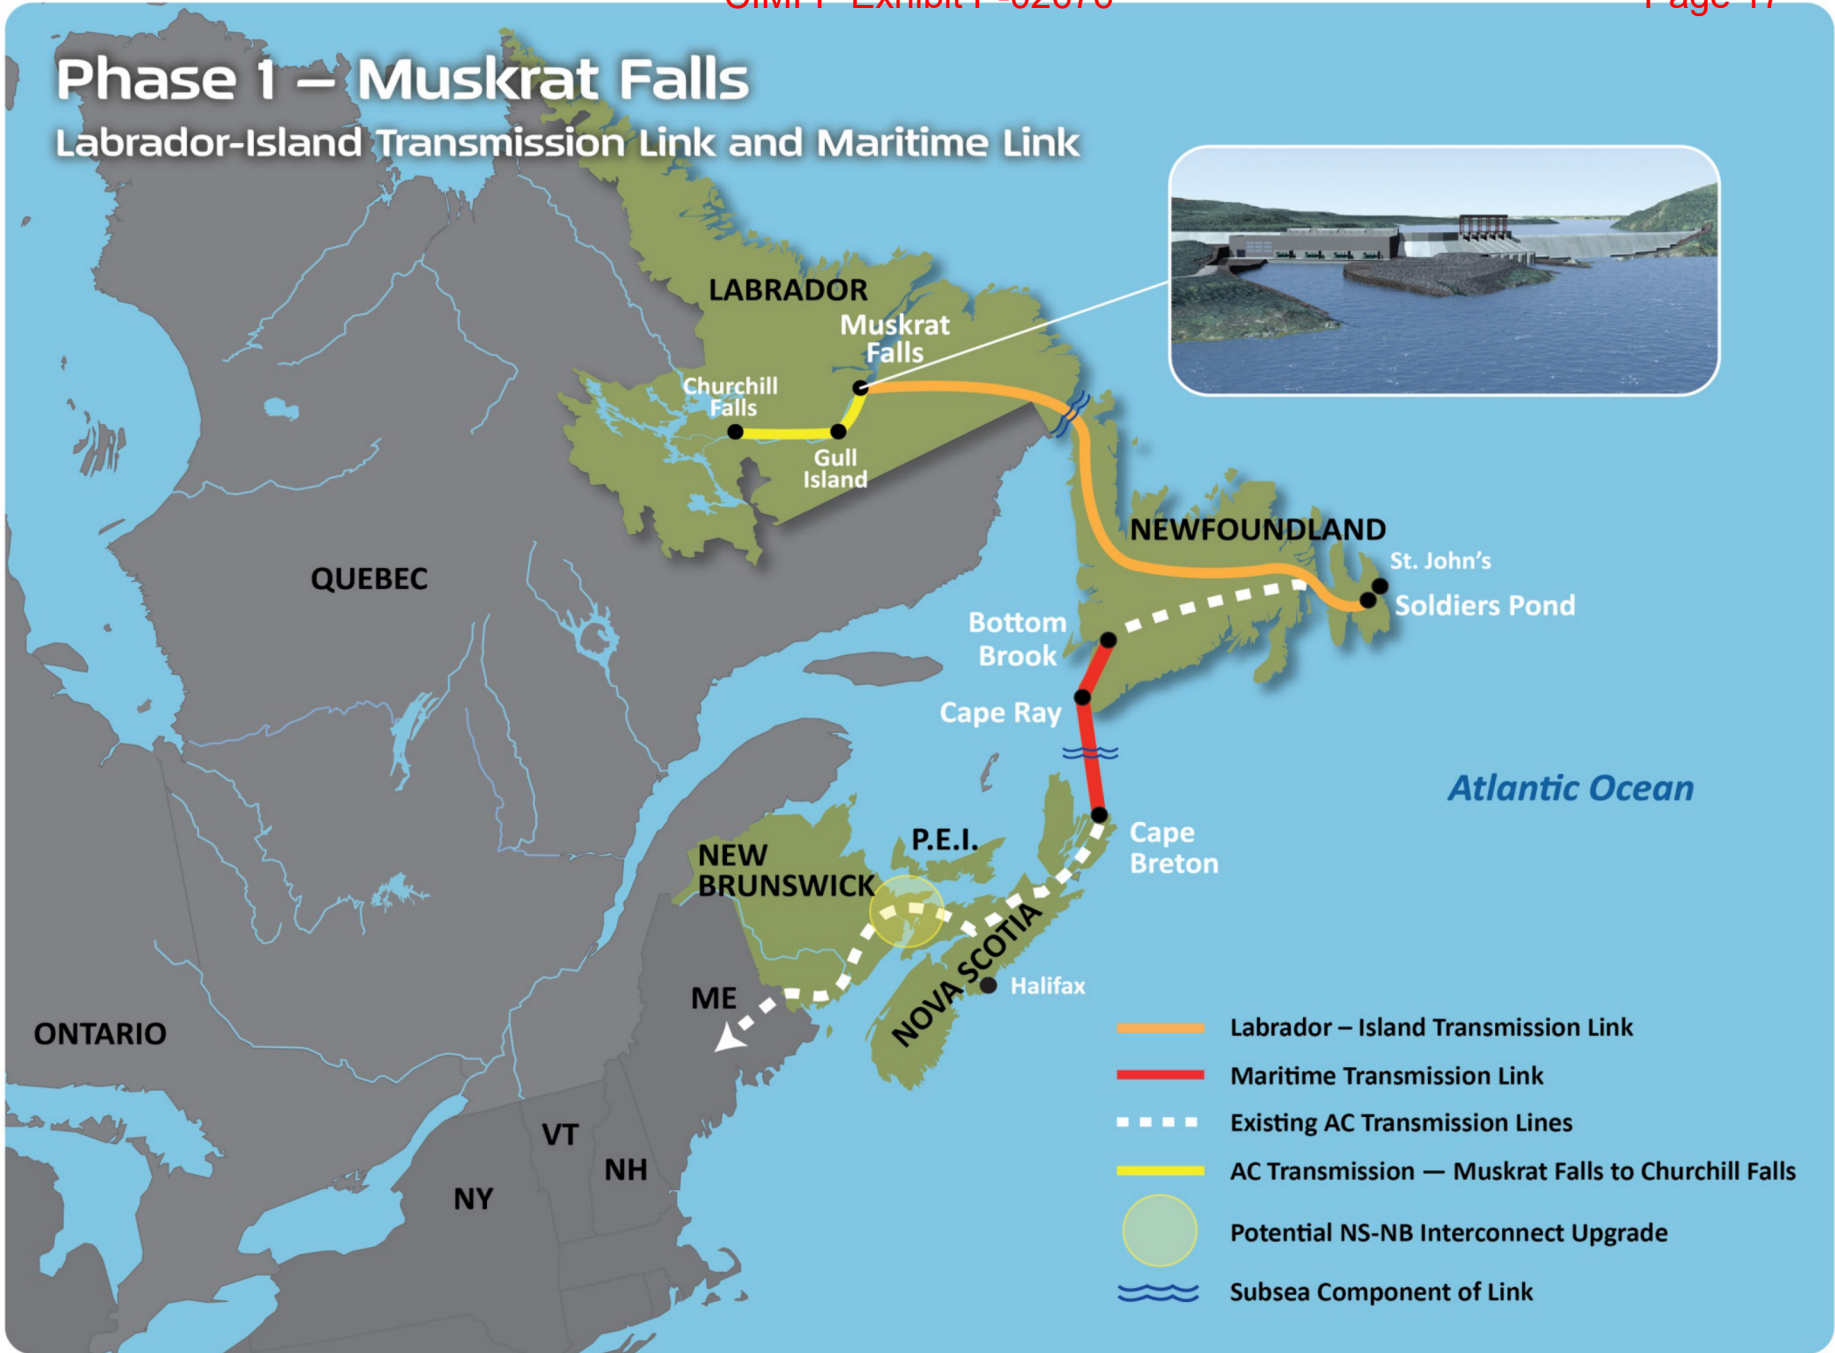 Phase 1 – Muskrat Falls
Labrador-Island Transmission Link and Maritime Link
LABRADOR
Muskrat
Falls
Churchill
Falls
Gull
Island
QUEBEC
NEWFOUNDLAND
St. John's
Soldiers Pond
Bottom
Brook
Cape Ray
Atlantic Ocean
P.E.I.
Cape
Breton
NEW
BRUNSWICK
NOVA SCOTIA
Halifax
ME
ONTARIO
VT
NH
NY
Labrador – Island Transmission Link
Maritime Transmission Link
Existing AC Transmission Lines
AC Transmission — Muskrat Falls to Churchill Falls
Potential NS-NB Interconnect Upgrade
Subsea Component of Link